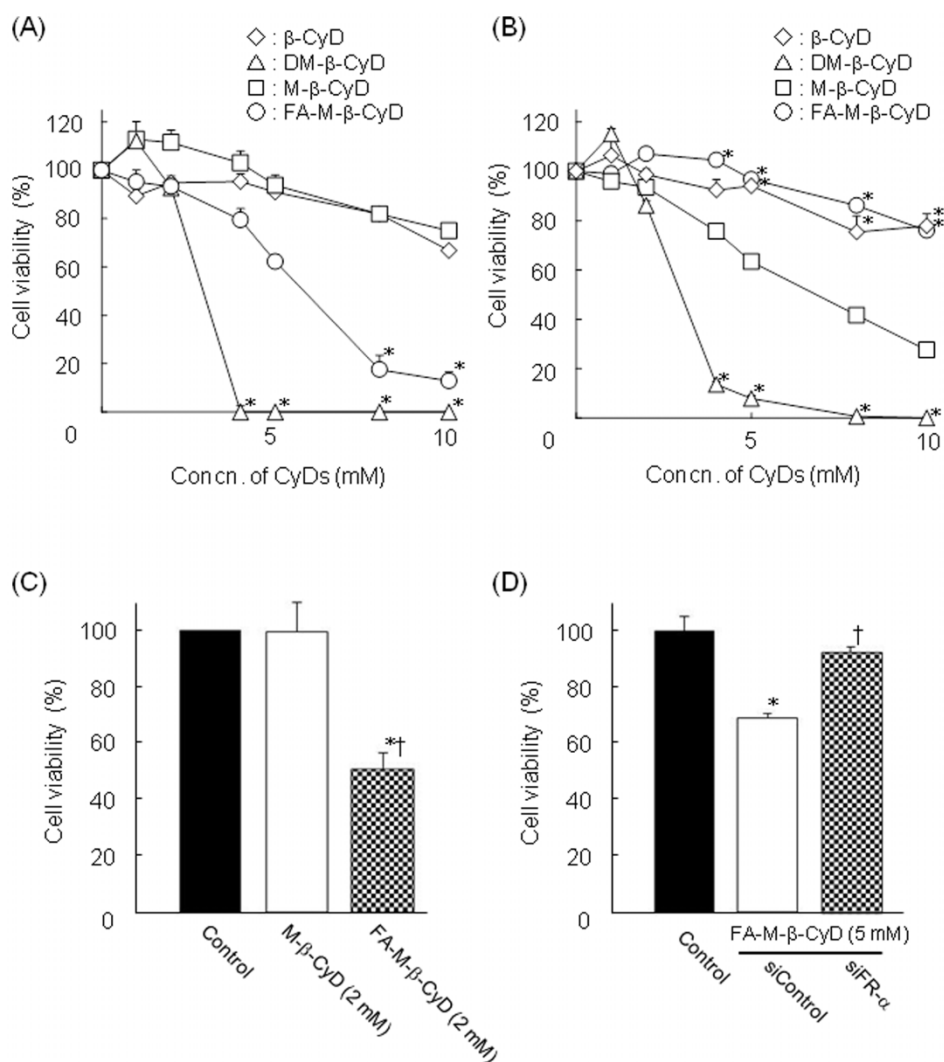 (A)
◇ : β-CyD
△ : DM-β-CyD
□ : M-β-CyD
○ : FA-M-β-CyD
Cell viability (%)
120
100
80
60
40
20
0
5
10
Concn. of CyDs (mM)
* * * *
* *
(B)
◇ : β-CyD
△ : DM-β-CyD
□ : M-β-CyD
○ : FA-M-β-CyD
Cell viability (%)
120
100
80
60
40
20
0
5
10
Concn. of CyDs (mM)
* * * *
* * * *
* * * *
(C)
Cell viability (%)
100
80
60
40
20
0
*†
Control
M-β-CyD (2 mM)
FA-M-β-CyD (2 mM)
(D)
Cell viability (%)
100
80
60
40
20
0
*
†
FA-M-β-CyD (5 mM)
Control
siControl
siFR-α